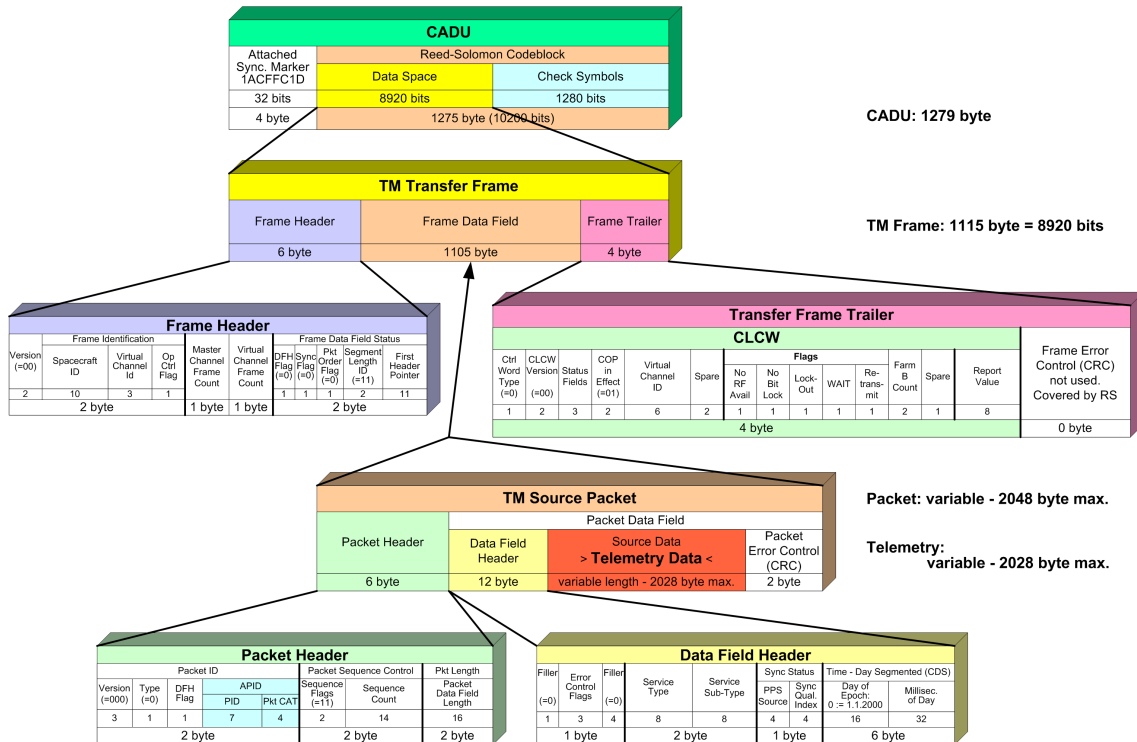 CADU
Attached
Sync. Marker
1ACFFC1D
Reed-Solomon Codeblock
Data Space
Check Symbols
32 bits
8920 bits
1280 bits
4 byte
1275 byte (10200 bits)
CADU: 1279 byte
TM Transfer Frame
Frame Header
Frame Data Field
Frame Trailer
6 byte
1105 byte
4 byte
TM Frame: 1115 byte = 8920 bits
Frame Header
Frame Identification
Frame Data Field Status
Version
(=00)
Spacecraft
ID
Virtual
Channel
Id
Op
Ctrl
Flag
Master
Channel
Frame
Count
Virtual
Channel
Frame
Count
DFH
Flag
(=0)
Sync
Flag
(=0)
Pkt
Order
Flag
(=0)
Segment
Length
ID
(=11)
First
Header
Pointer
2
10
3
1
1
1
1
2
11
2 byte
1 byte
1 byte
2 byte
Transfer Frame Trailer
CLCW
Frame Error
Control (CRC)
not used.
Covered by RS
Ctrl
Word
Type
(=0)
CLCW
Version
(=00)
Status
Fields
COP
in
Effect
(=01)
Virtual
Channel
ID
Spare
Flags
No
RF
Avail
No
Bit
Lock
Lock-
Out
WAIT
Re-
trans-
mit
Farm
B
Count
Spare
Report
Value
1
2
3
2
6
2
1
1
1
1
1
2
1
8
4 byte
0 byte
TM Source Packet
Packet Header
Packet Data Field
Data Field
Header
Source Data
> Telemetry Data <
Packet
Error Control
(CRC)
6 byte
12 byte
variable length - 2028 byte max.
2 byte
Packet: variable - 2048 byte max.
Telemetry:
variable - 2028 byte max.
Packet Header
Packet ID
Packet Sequence Control
Pkt Length
Version
(=000)
Type
(=0)
DFH
Flag
APID
PID
Pkt CAT
Sequence
Flags
(=11)
Sequence
Count
Packet
Data Field
Length
3
1
1
7
4
2
14
16
2 byte
2 byte
2 byte
Data Field Header
Filler
(=0)
Error
Control
Flags
Filler
(=0)
Service
Type
Service
Sub-Type
Sync Status
PPS
Source
Sync
Qual.
Index
Time - Day Segmented (CDS)
Day of
Epoch:
0 := 1.1.2000
Millisec.
of Day
1
3
4
8
8
4
4
16
32
1 byte
2 byte
1 byte
6 byte